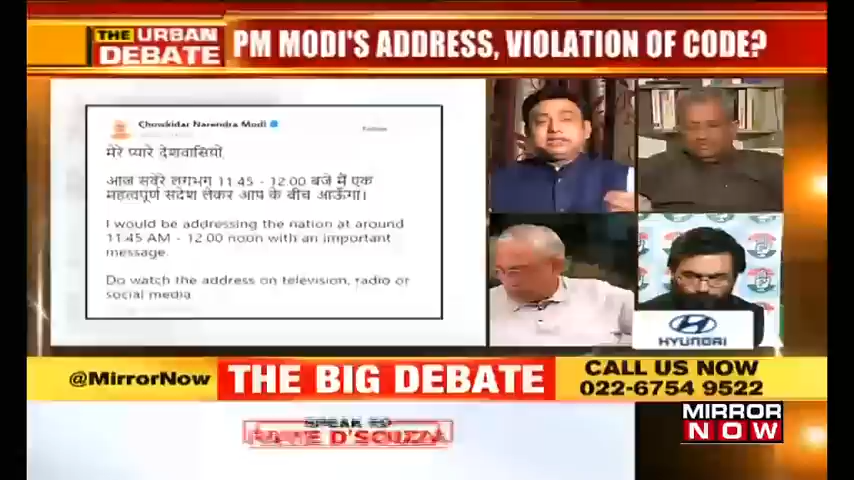 THE URBAN DEBATE
PM MODI'S ADDRESS, VIOLATION OF CODE?
Chowkidar Narendra Modi
मेरे प्यारे देशवासियों,
आज सवेरे लगभग 11.45 - 12.00 बजे मैं एक
महत्वपूर्ण संदेश लेकर आप के बीच आऊँगा।
I would be addressing the nation at around
11.45 AM - 12.00 noon with an important
message.
Do watch the address on television, radio or
social media
HYUNDAI
@MirrorNow
THE BIG DEBATE
CALL US NOW
022-6754 9522
SPEAK TO
D'SOUZA
MIRROR
NOW